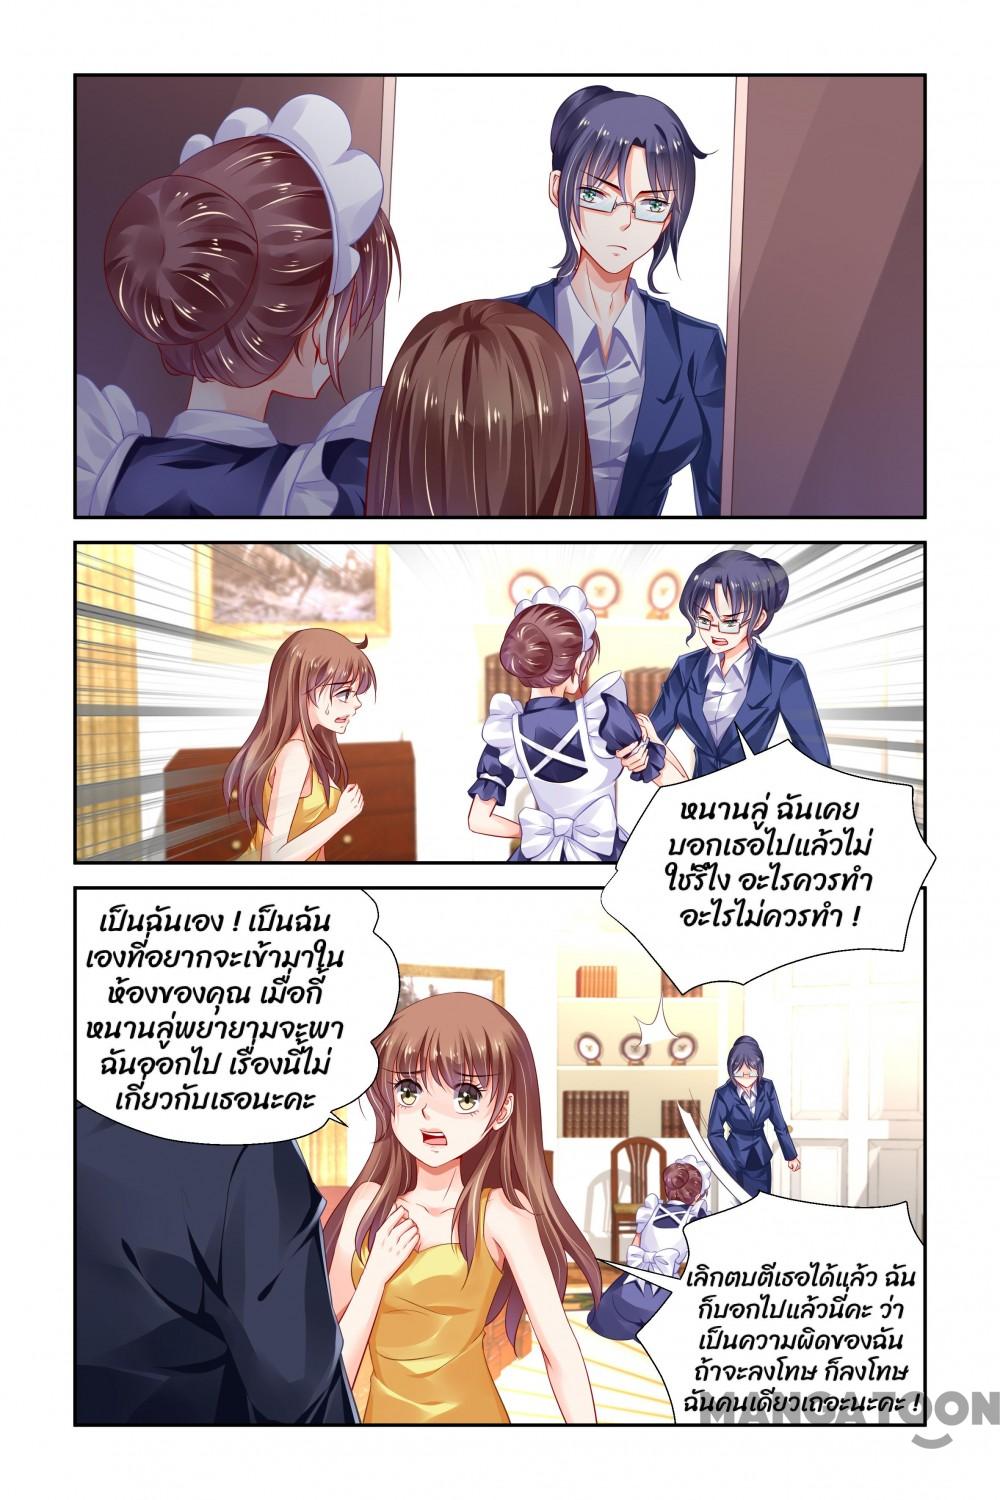 หนานลู่ ฉันเคย
บอกเธอไปแล้วไม่
ใช่รึไง อะไรควรทำ
อะไรไม่ควรทำ !
เป็นฉันเอง ! เป็นฉัน
เองที่อยากจะเข้ามาใน
ห้องของคุณ เมื่อกี้
หนานลู่พยายามจะพา
ฉันออกไป เรื่องนี้ไม่
เกี่ยวกับเธอนะคะ
เลิกตบตีเธอได้แล้ว ฉัน
ก็บอกไปแล้วนี่คะ ว่า
เป็นความผิดของฉัน
ถ้าจะลงโทษ ก็ลงโทษ
ฉันคนเดียวเถอะนะคะ !
MANGATOON